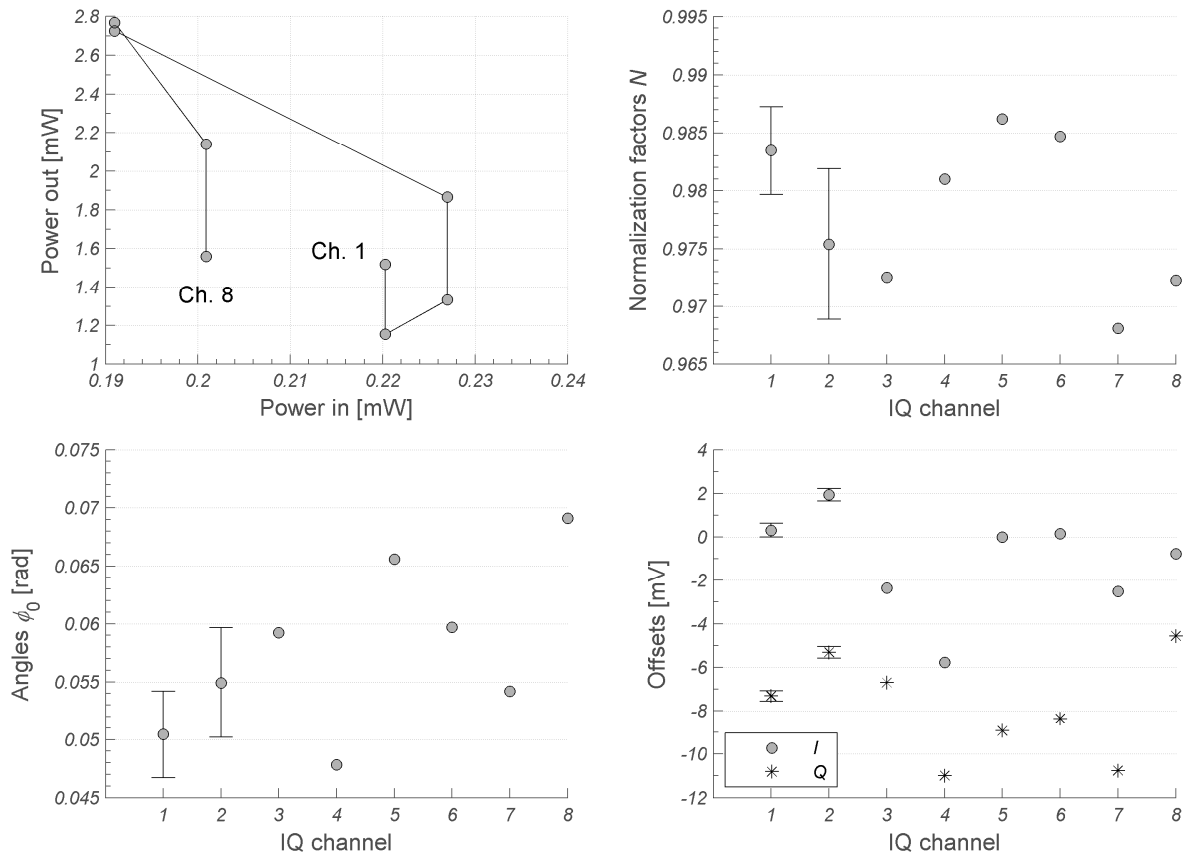 2.8
2.6
2.4
2.2
2
1.8
1.6
1.4
1.2
1
Power out [mW]
Ch. 1
Ch. 8
0.19 0.2 0.21 0.22 0.23 0.24
Power in [mW]
0.995
0.99
0.985
0.98
0.975
0.97
0.965
Normalization factors N
1 2 3 4 5 6 7 8
IQ channel
0.075
0.07
0.065
0.06
0.055
0.05
0.045
Angles ϕ0 [rad]
1 2 3 4 5 6 7 8
IQ channel
4
2
0
-2
-4
-6
-8
-10
-12
Offsets [mV]
I
Q
1 2 3 4 5 6 7 8
IQ channel